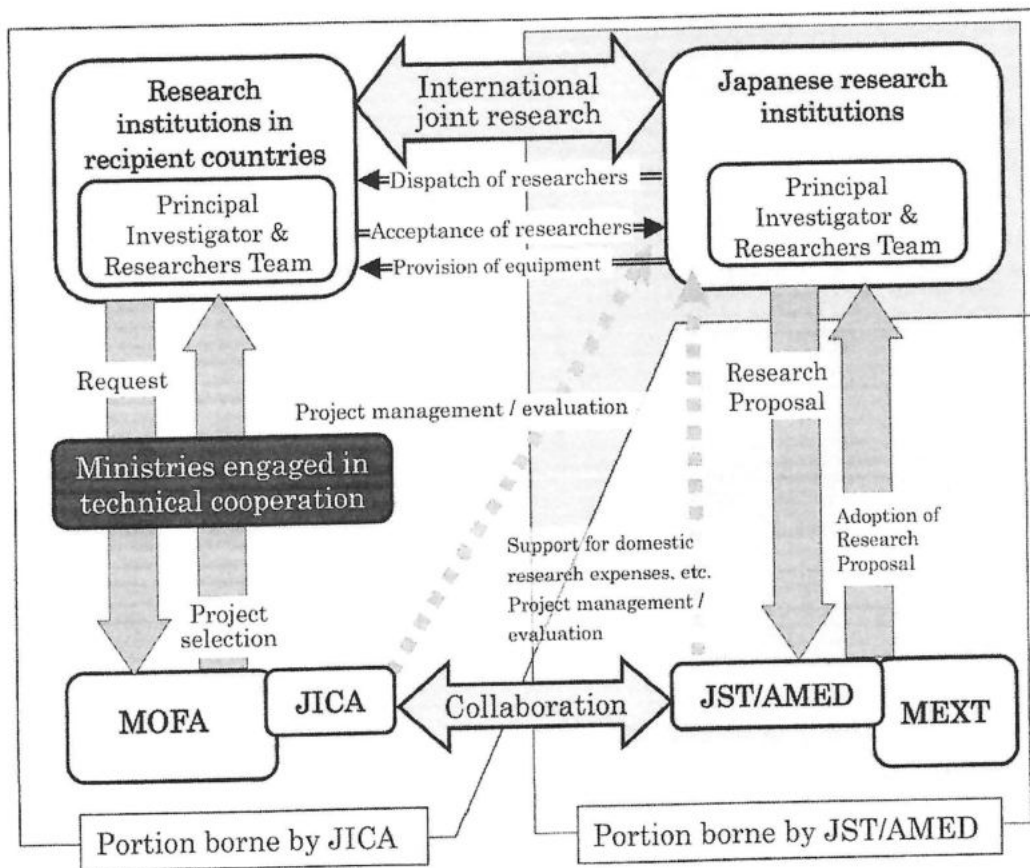 Research
institutions in
recipient countries
Principal
Investigator &
Researchers Team
International
joint research
Japanese research
institutions
Principal
Investigator &
Researchers Team
Dispatch of researchers
Acceptance of researchers
Provision of equipment
Request
Project management / evaluation
Research
Proposal
Ministries engaged in
technical cooperation
Adoption of
Research
Proposal
Support for domestic
research expenses, etc.
Project management /
evaluation
Project
selection
MOFA
JICA
Collaboration
JST/AMED
MEXT
Portion borne by JICA
Portion borne by JST/AMED